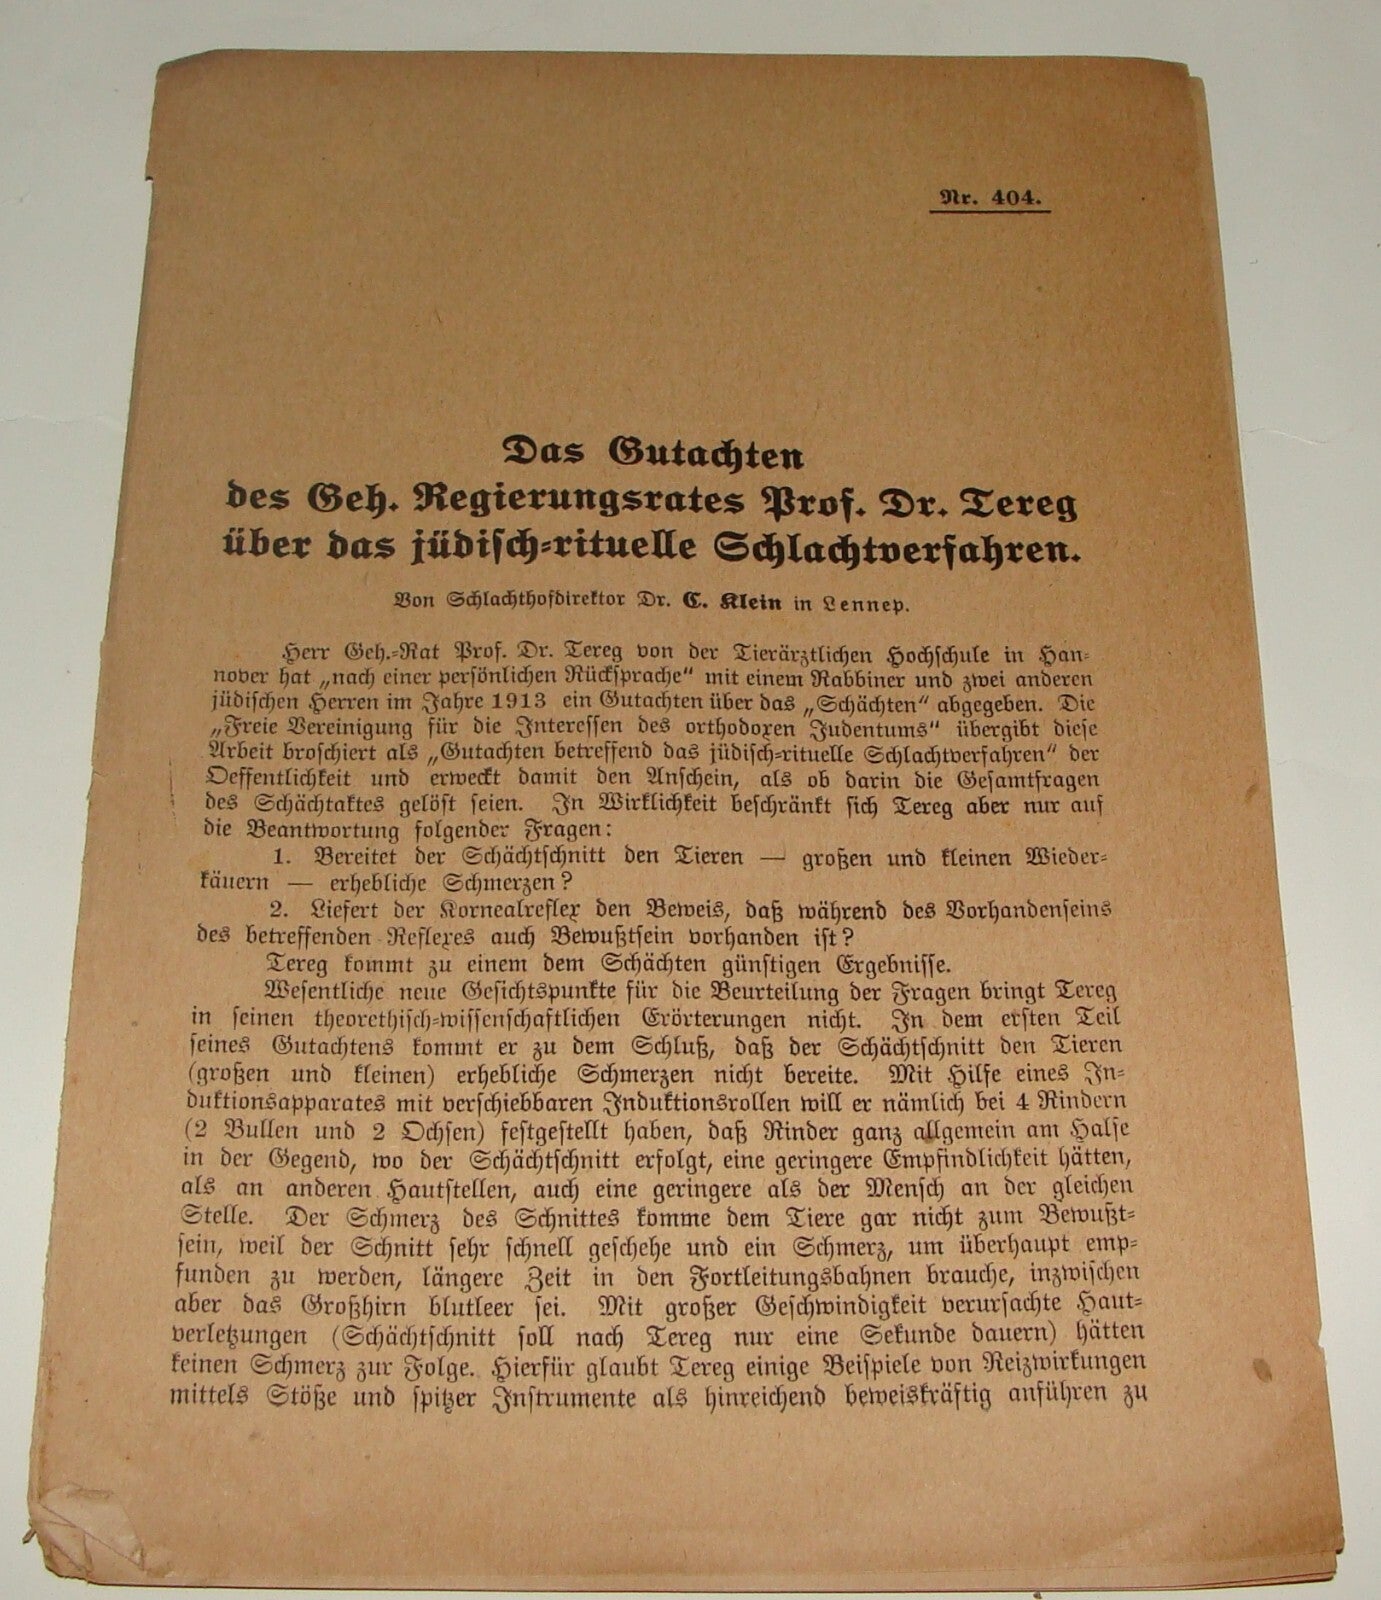 Nr. 404.
Das Gutachten
des Geh. Regierungsrates Prof. Dr. Tereg
über das jüdisch-rituelle Schlachtverfahren.
Von Schlachthofdirektor Dr. C. Klein in Lennep.
Herr Geh.-Rat Prof. Dr. Tereg von der Tierärztlichen Hochschule in Han-
nover hat „nach einer persönlichen Rücksprache“ mit einem Rabbiner und zwei anderen
jüdischen Herren im Jahre 1913 ein Gutachten über das „Schächten“ abgegeben. Die
„Freie Vereinigung für die Interessen des orthodoxen Judentums“ übergibt diese
Arbeit broschiert als „Gutachten betreffend das jüdisch-rituelle Schlachtverfahren“ der
Oeffentlichkeit und erweckt damit den Anschein, als ob darin die Gesamtfragen
des Schächtaktes gelöst seien. In Wirklichkeit beschränkt sich Tereg aber nur auf
die Beantwortung folgender Fragen:
1. Bereitet der Schächtschnitt den Tieren — großen und kleinen Wieder-
käuern — erhebliche Schmerzen?
2. Liefert der Kornealreflex den Beweis, daß während des Vorhandenseins
des betreffenden Reflexes auch Bewußtsein vorhanden ist?
Tereg kommt zu einem dem Schächten günstigen Ergebnisse.
Wesentliche neue Gesichtspunkte für die Beurteilung der Fragen bringt Tereg
in seinen theorethisch-wissenschaftlichen Erörterungen nicht. In dem ersten Teil
seines Gutachtens kommt er zu dem Schluß, daß der Schächtschnitt den Tieren
(großen und kleinen) erhebliche Schmerzen nicht bereite. Mit Hilfe eines In-
duktionsapparates mit verschiebbaren Induktionsrollen will er nämlich bei 4 Rindern
(2 Bullen und 2 Ochsen) festgestellt haben, daß Rinder ganz allgemein am Halse
in der Gegend, wo der Schächtschnitt erfolgt, eine geringere Empfindlichkeit hätten,
als an anderen Hautstellen, auch eine geringere als der Mensch an der gleichen
Stelle. Der Schmerz des Schnittes komme dem Tiere gar nicht zum Bewußt-
sein, weil der Schnitt sehr schnell geschehe und ein Schmerz, um überhaupt emp-
funden zu werden, längere Zeit in den Fortleitungsbahnen brauche, inzwischen
aber das Großhirn blutleer sei. Mit großer Geschwindigkeit verursachte Haut-
verletzungen (Schächtschnitt soll nach Tereg nur eine Sekunde dauern) hätten
keinen Schmerz zur Folge. Hierfür glaubt Tereg einige Beispiele von Reizwirkungen
mittels Stöße und spitzer Instrumente als hinreichend beweiskräftig anführen zu